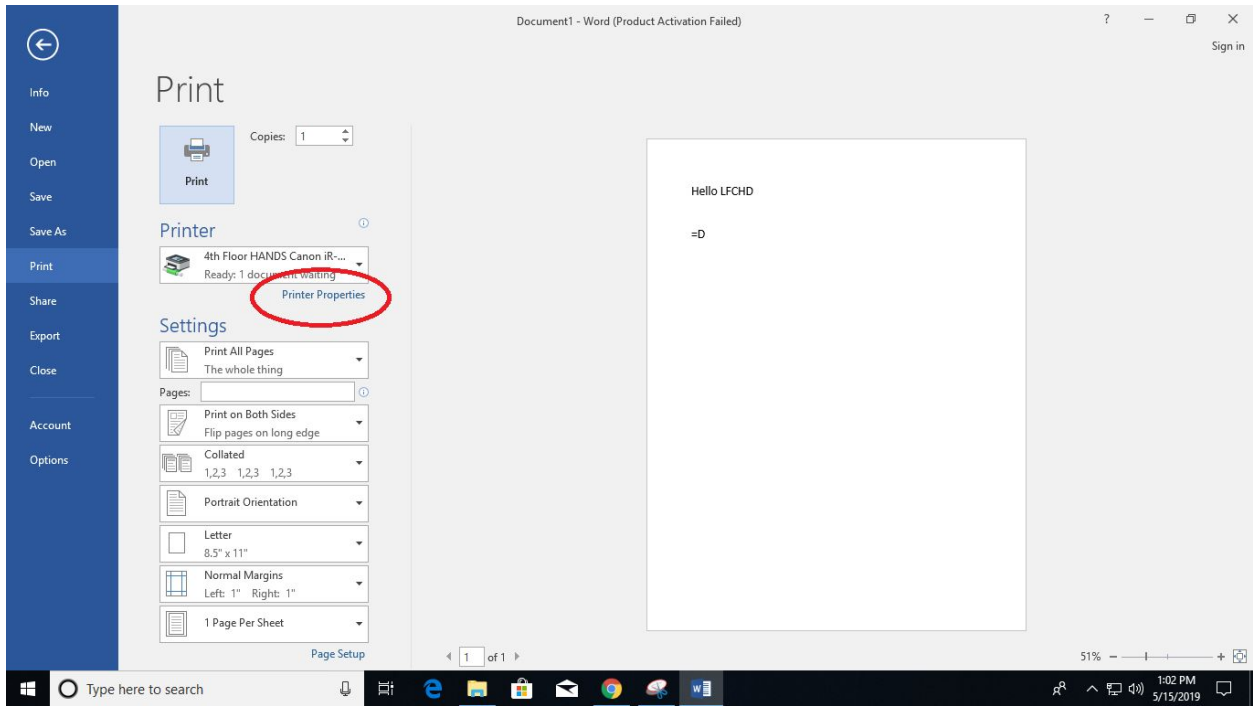 Document1 - Word (Product Activation Failed)
?
Sign in
Info
New
Open
Save
Save As
Print
Share
Export
Close
Account
Options
Print
Print
Copies: 1
Printer
4th Floor HANDS Canon iR-...
Ready: 1 document waiting
Printer Properties
Settings
Print All Pages
The whole thing
Pages:
Print on Both Sides
Flip pages on long edge
Collated
1,2,3 1,2,3 1,2,3
Portrait Orientation
Letter
8.5" x 11"
Normal Margins
Left: 1" Right: 1"
1 Page Per Sheet
Page Setup
Hello LFCHD
=D
1 of 1
51%
Type here to search
1:02 PM
5/15/2019